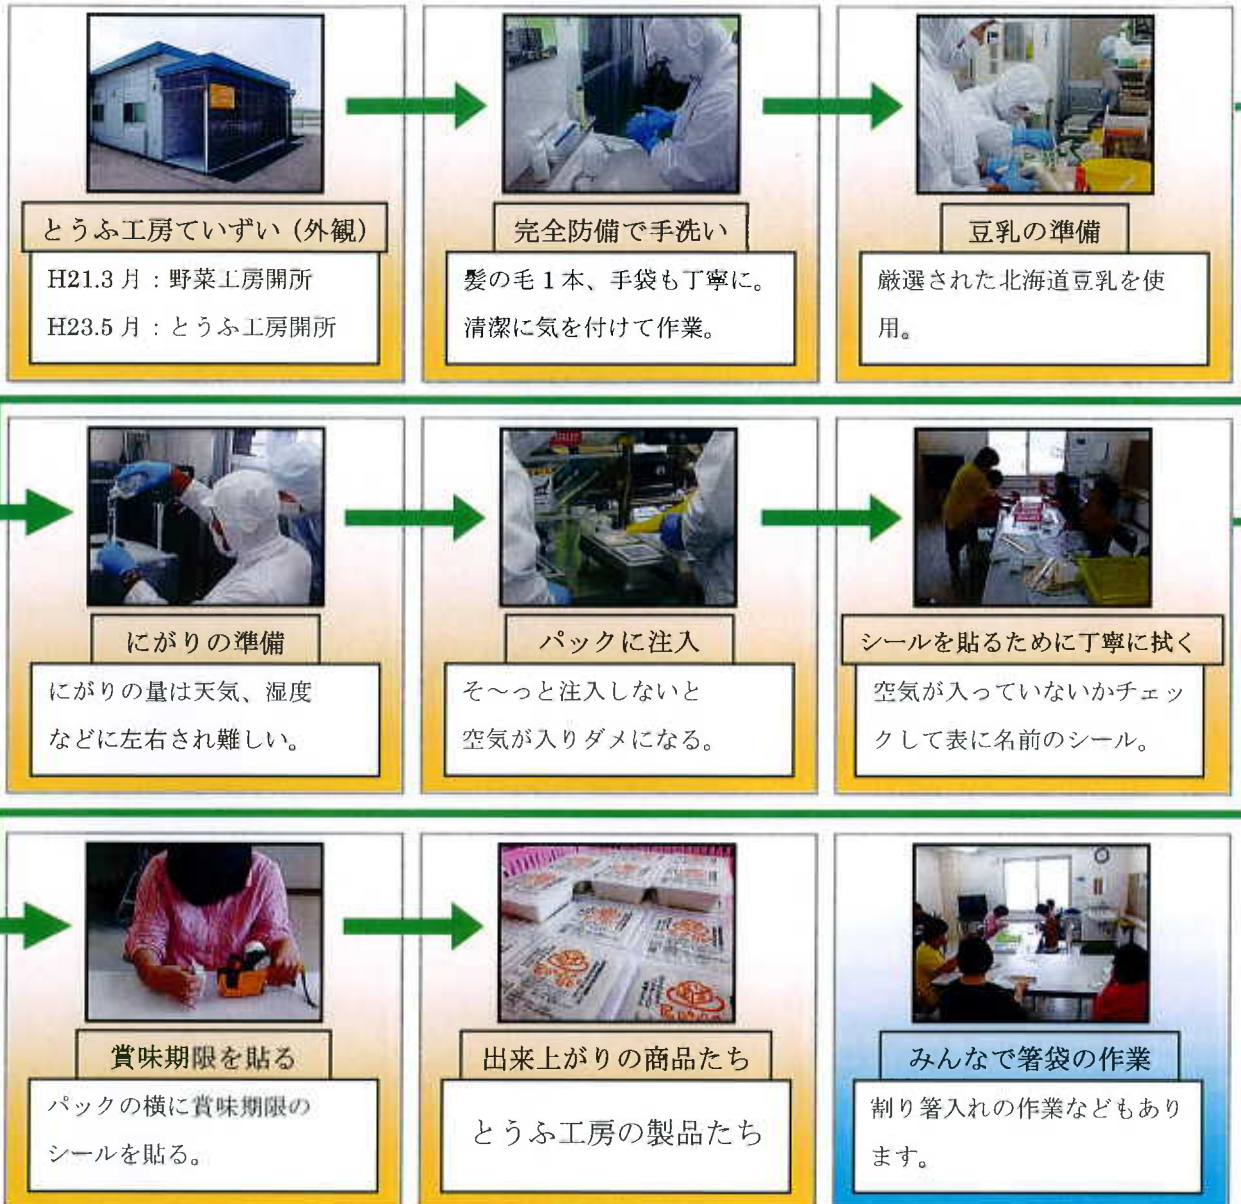 とうふ工房ていずい（外観）
H21.3月：野菜工房開所
H23.5月：とうふ工房開所
完全防備で手洗い
髪の毛1本、手袋も丁寧に。
清潔に気を付けて作業。
豆乳の準備
厳選された北海道豆乳を使
用。
にがりの準備
にがりの量は天気、湿度
などに左右され難しい。
パックに注入
そ～っと注入しないと
空気が入りダメになる。
シールを貼るために丁寧に拭く
空気が入っていないかチェッ
クして表に名前のシール。
賞味期限を貼る
パックの横に賞味期限の
シールを貼る。
出来上がりの商品たち
とうふ工房の製品たち
みんなで箸袋の作業
割り箸入れの作業などもあり
ます。